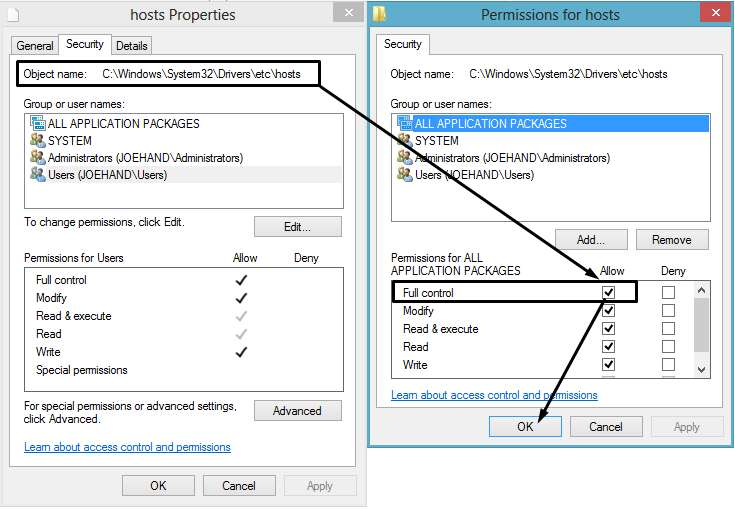 hosts Properties
General
Security
Details
Object name: C:\Windows\System32\Drivers\etc\hosts
Group or user names:
ALL APPLICATION PACKAGES
SYSTEM
Administrators (JOEHAND\Administrators)
Users (JOEHAND\Users)
To change permissions, click Edit.
Edit...
Permissions for Users Allow Deny
Full control
Modify
Read & execute
Read
Write
Special permissions
For special permissions or advanced settings,
click Advanced.
Advanced
Learn about access control and permissions
OK
Cancel
Apply
Permissions for hosts
Security
Object name: C:\Windows\System32\Drivers\etc\hosts
Group or user names:
ALL APPLICATION PACKAGES
SYSTEM
Administrators (JOEHAND\Administrators)
Users (JOEHAND\Users)
Add...
Remove
Permissions for ALL
APPLICATION PACKAGES Allow Deny
Full control
Modify
Read & execute
Read
Write
Learn about access control and permissions
OK
Cancel
Apply